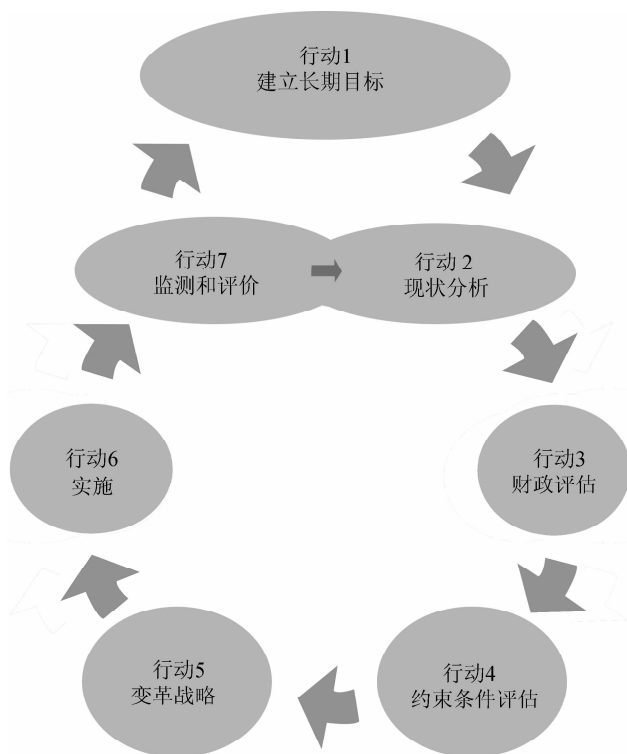 行动1
建立长期目标
行动7
监测和评价
行动 2
现状分析
行动6
实施
行动3
财政评估
行动5
变革战略
行动4
约束条件评估